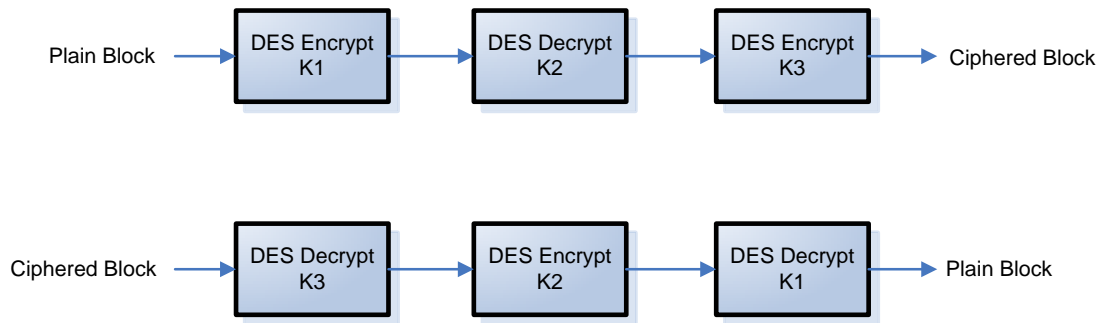 Plain Block
DES Encrypt
K1
DES Decrypt
K2
DES Encrypt
K3
Ciphered Block
Ciphered Block
DES Decrypt
K3
DES Encrypt
K2
DES Decrypt
K1
Plain Block